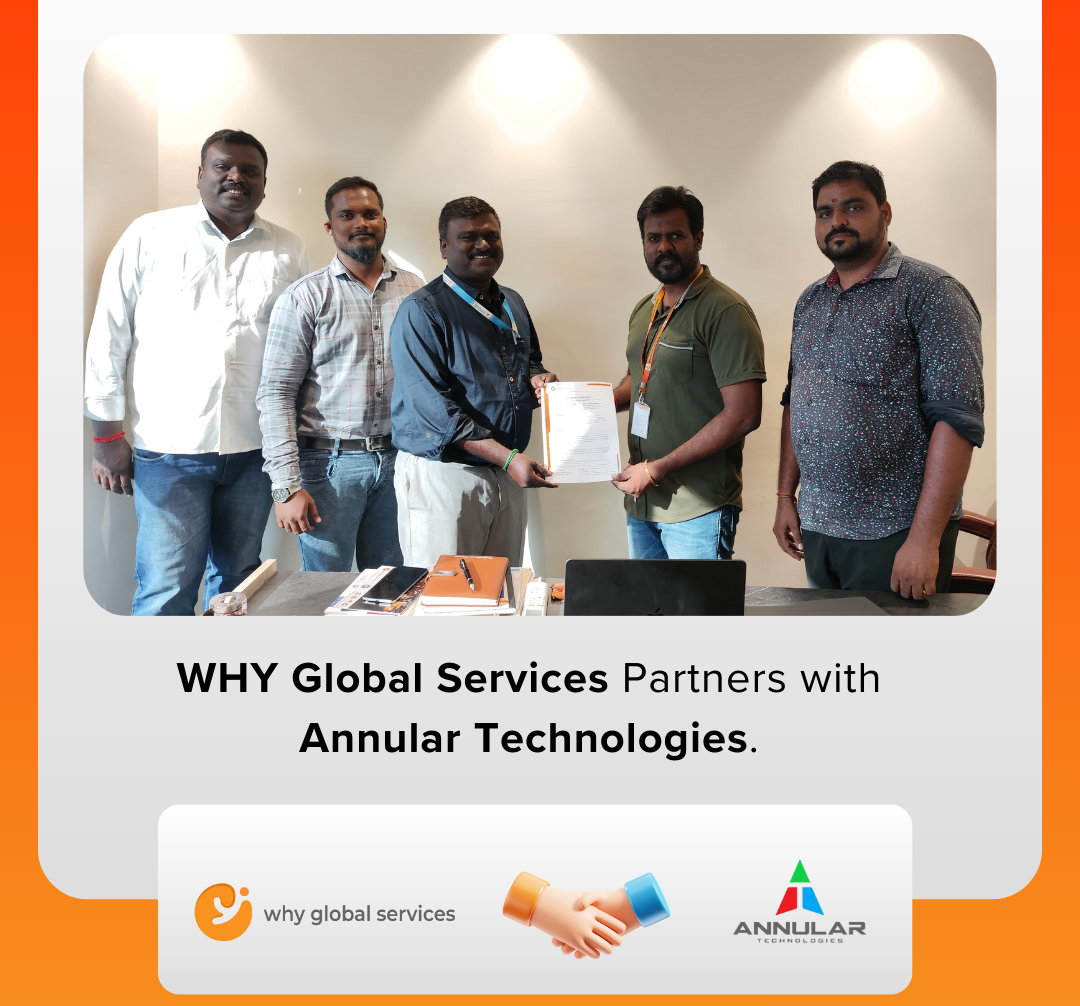 WHY Global Services Partners with
Annular Technologies.
why global services
ANNULAR
TECHNOLOGIES